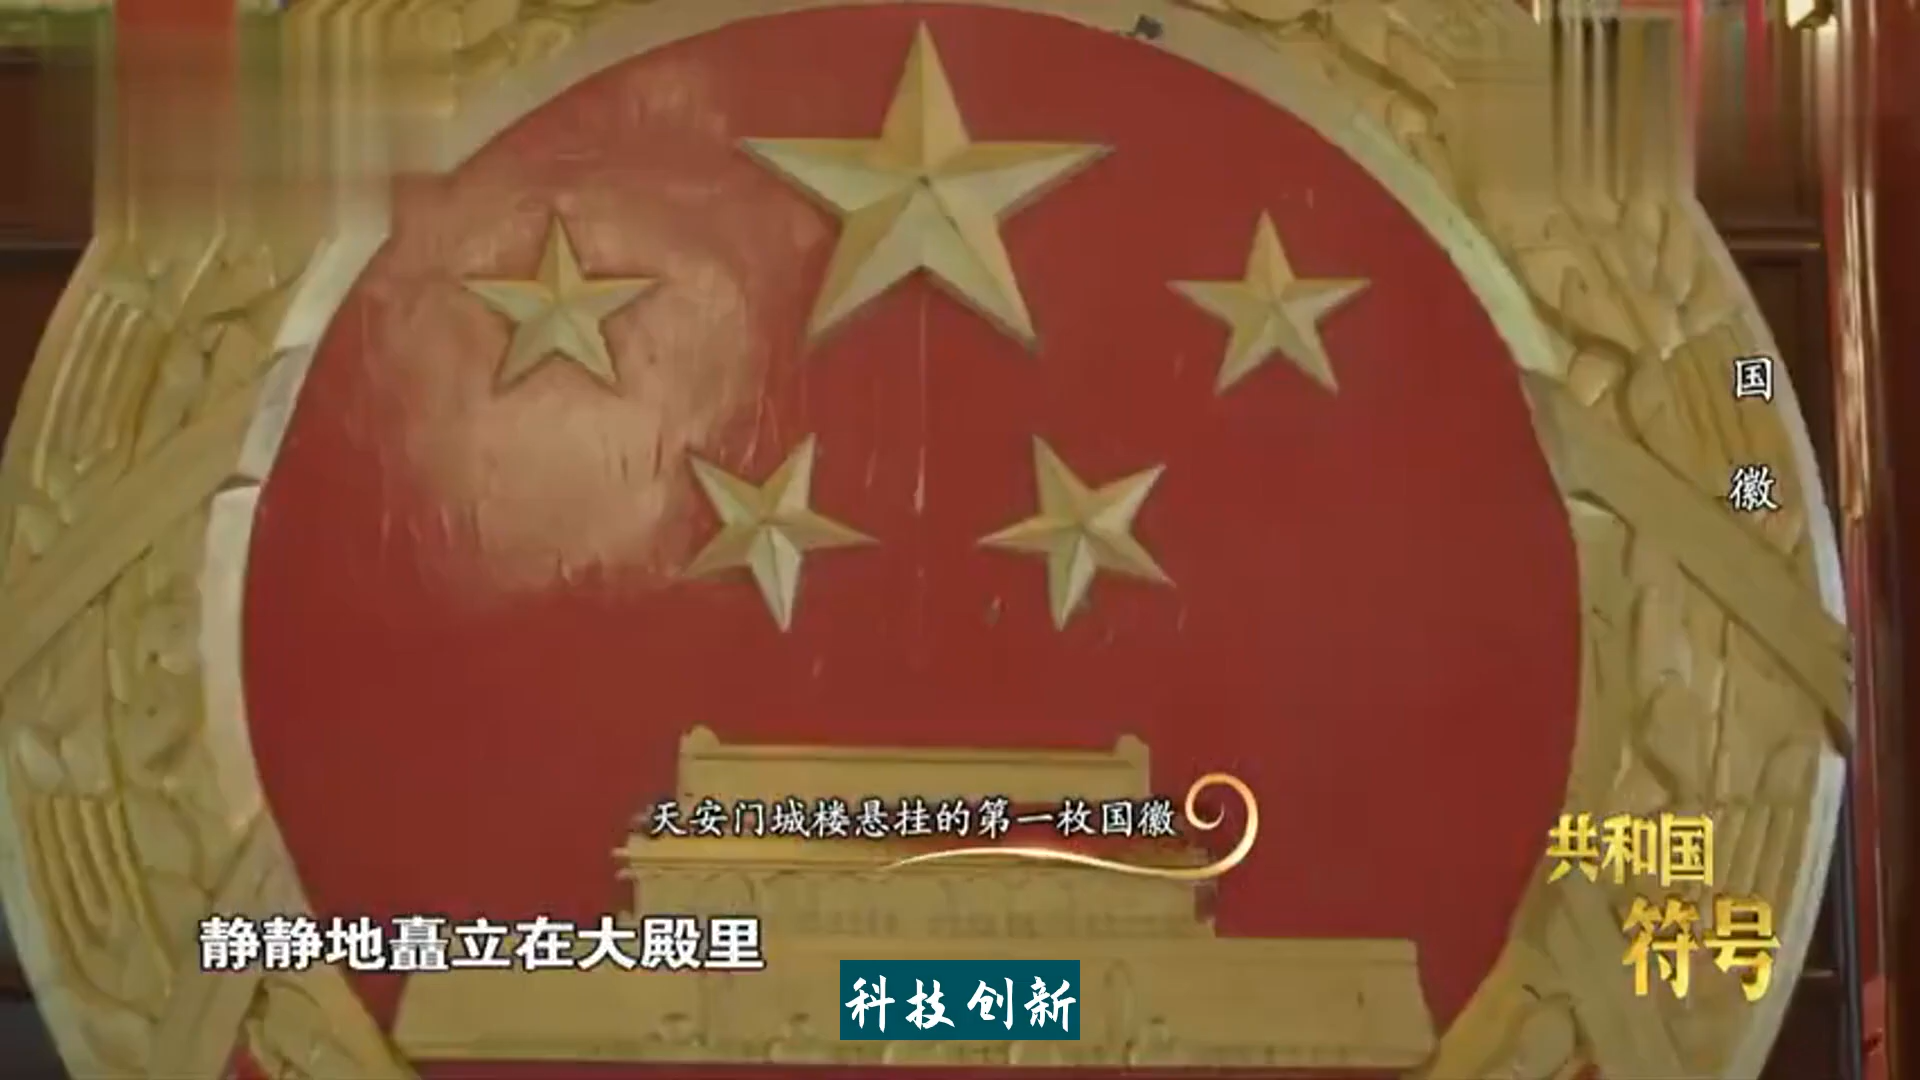 国徽
天安门城楼悬挂的第一枚国徽
共和国
符号
静静地矗立在大殿里
科技创新